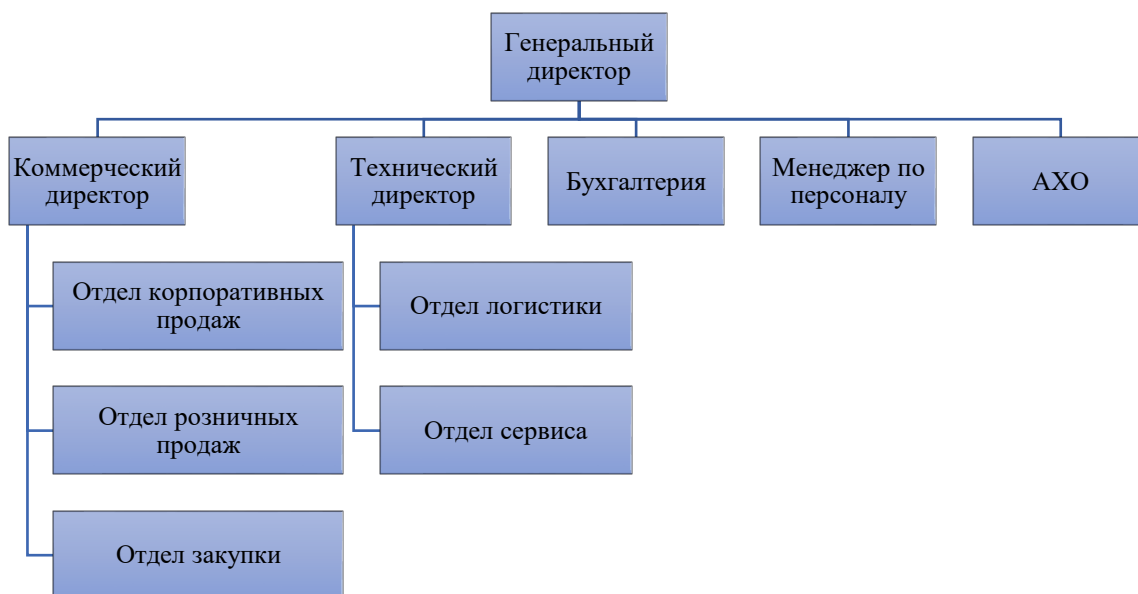 Генеральный
директор
Коммерческий
директор
Технический
директор
Бухгалтерия
Менеджер по
персоналу
АХО
Отдел корпоративных
продаж
Отдел логистики
Отдел розничных
продаж
Отдел сервиса
Отдел закупки